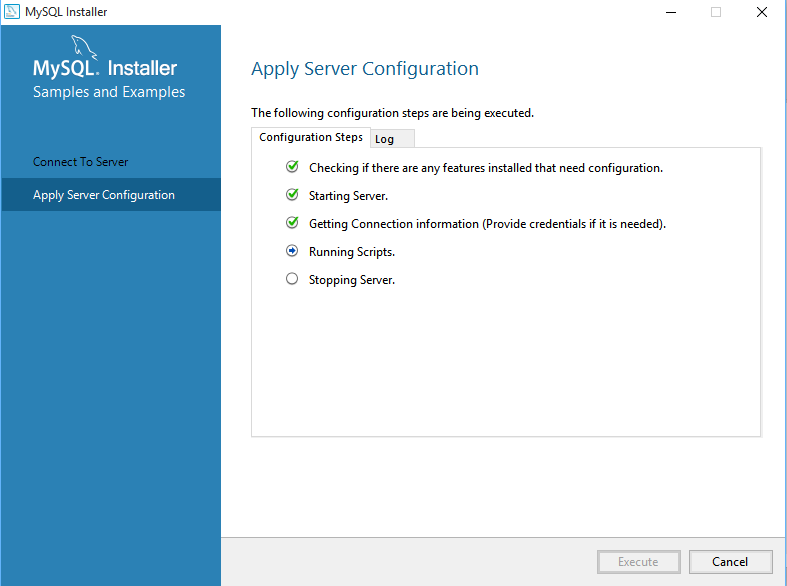 MySQL Installer
MySQL. Installer
Samples and Examples
Connect To Server
Apply Server Configuration
Apply Server Configuration
The following configuration steps are being executed.
Configuration Steps Log
Checking if there are any features installed that need configuration.
Starting Server.
Getting Connection information (Provide credentials if it is needed).
Running Scripts.
Stopping Server.
Execute Cancel